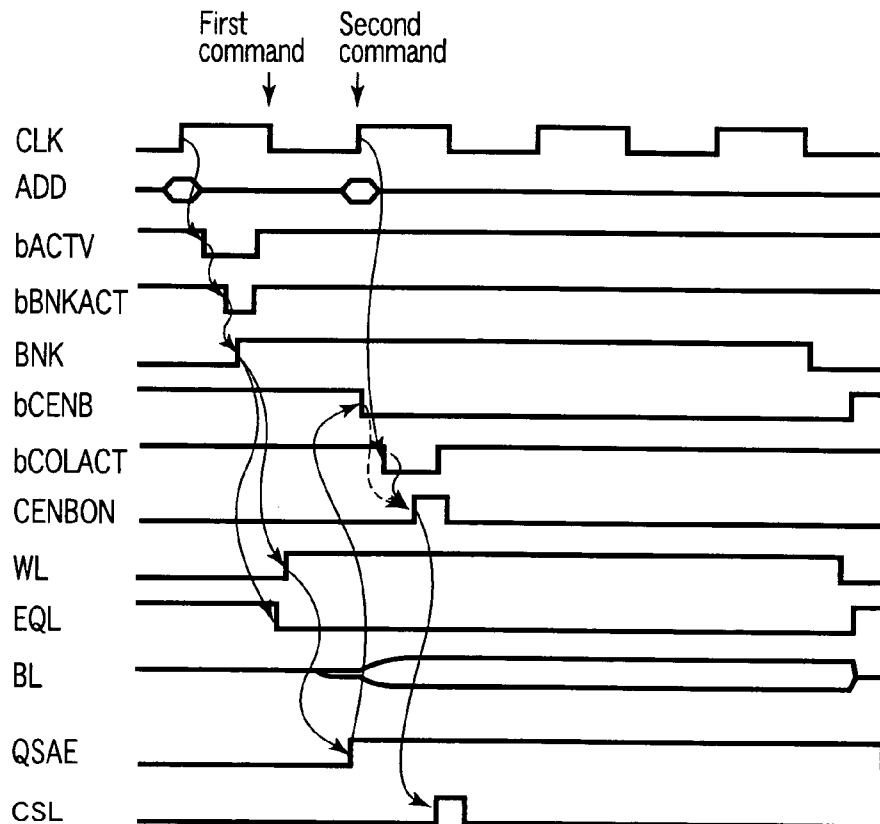 First
command
Second
command
CLK
ADD
bACTV
bBNKACT
BNK
bCENB
bCOLACT
CENBON
WL
EQL
BL
QSAE
CSL